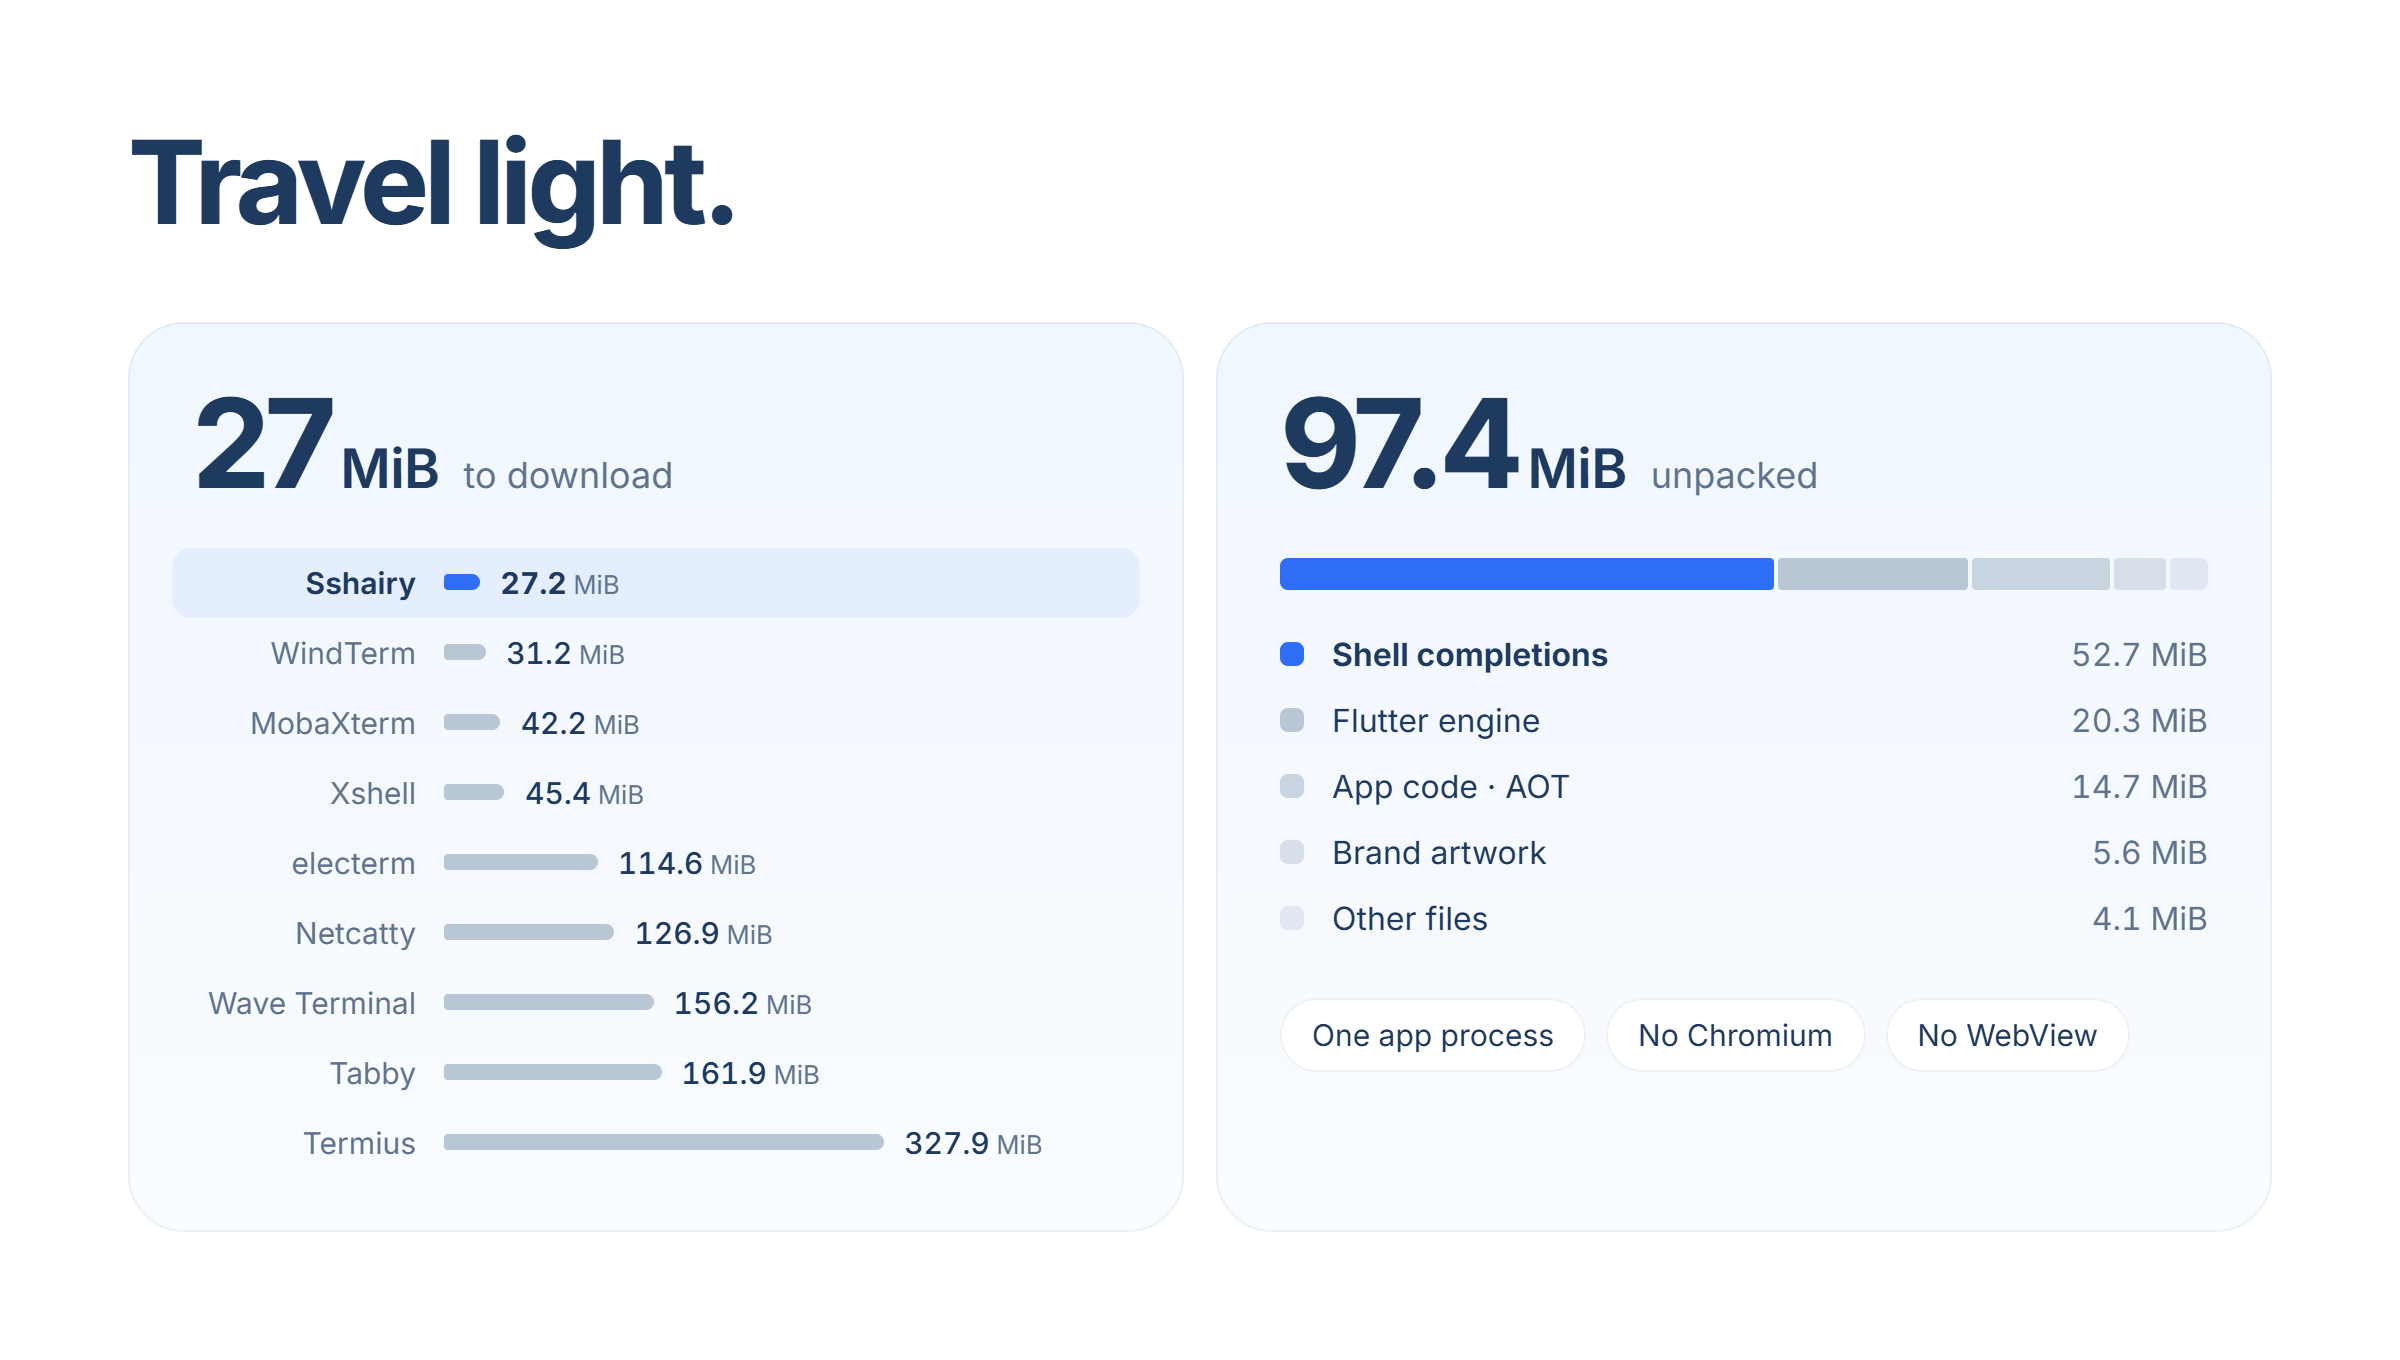 Travel light.
27 MiB to download
Sshairy 27.2 MiB
WindTerm 31.2 MiB
MobaXterm 42.2 MiB
Xshell 45.4 MiB
electerm 114.6 MiB
Netcatty 126.9 MiB
Wave Terminal 156.2 MiB
Tabby 161.9 MiB
Termius 327.9 MiB
97.4 MiB unpacked
Shell completions 52.7 MiB
Flutter engine 20.3 MiB
App code · AOT 14.7 MiB
Brand artwork 5.6 MiB
Other files 4.1 MiB
One app process No Chromium No WebView